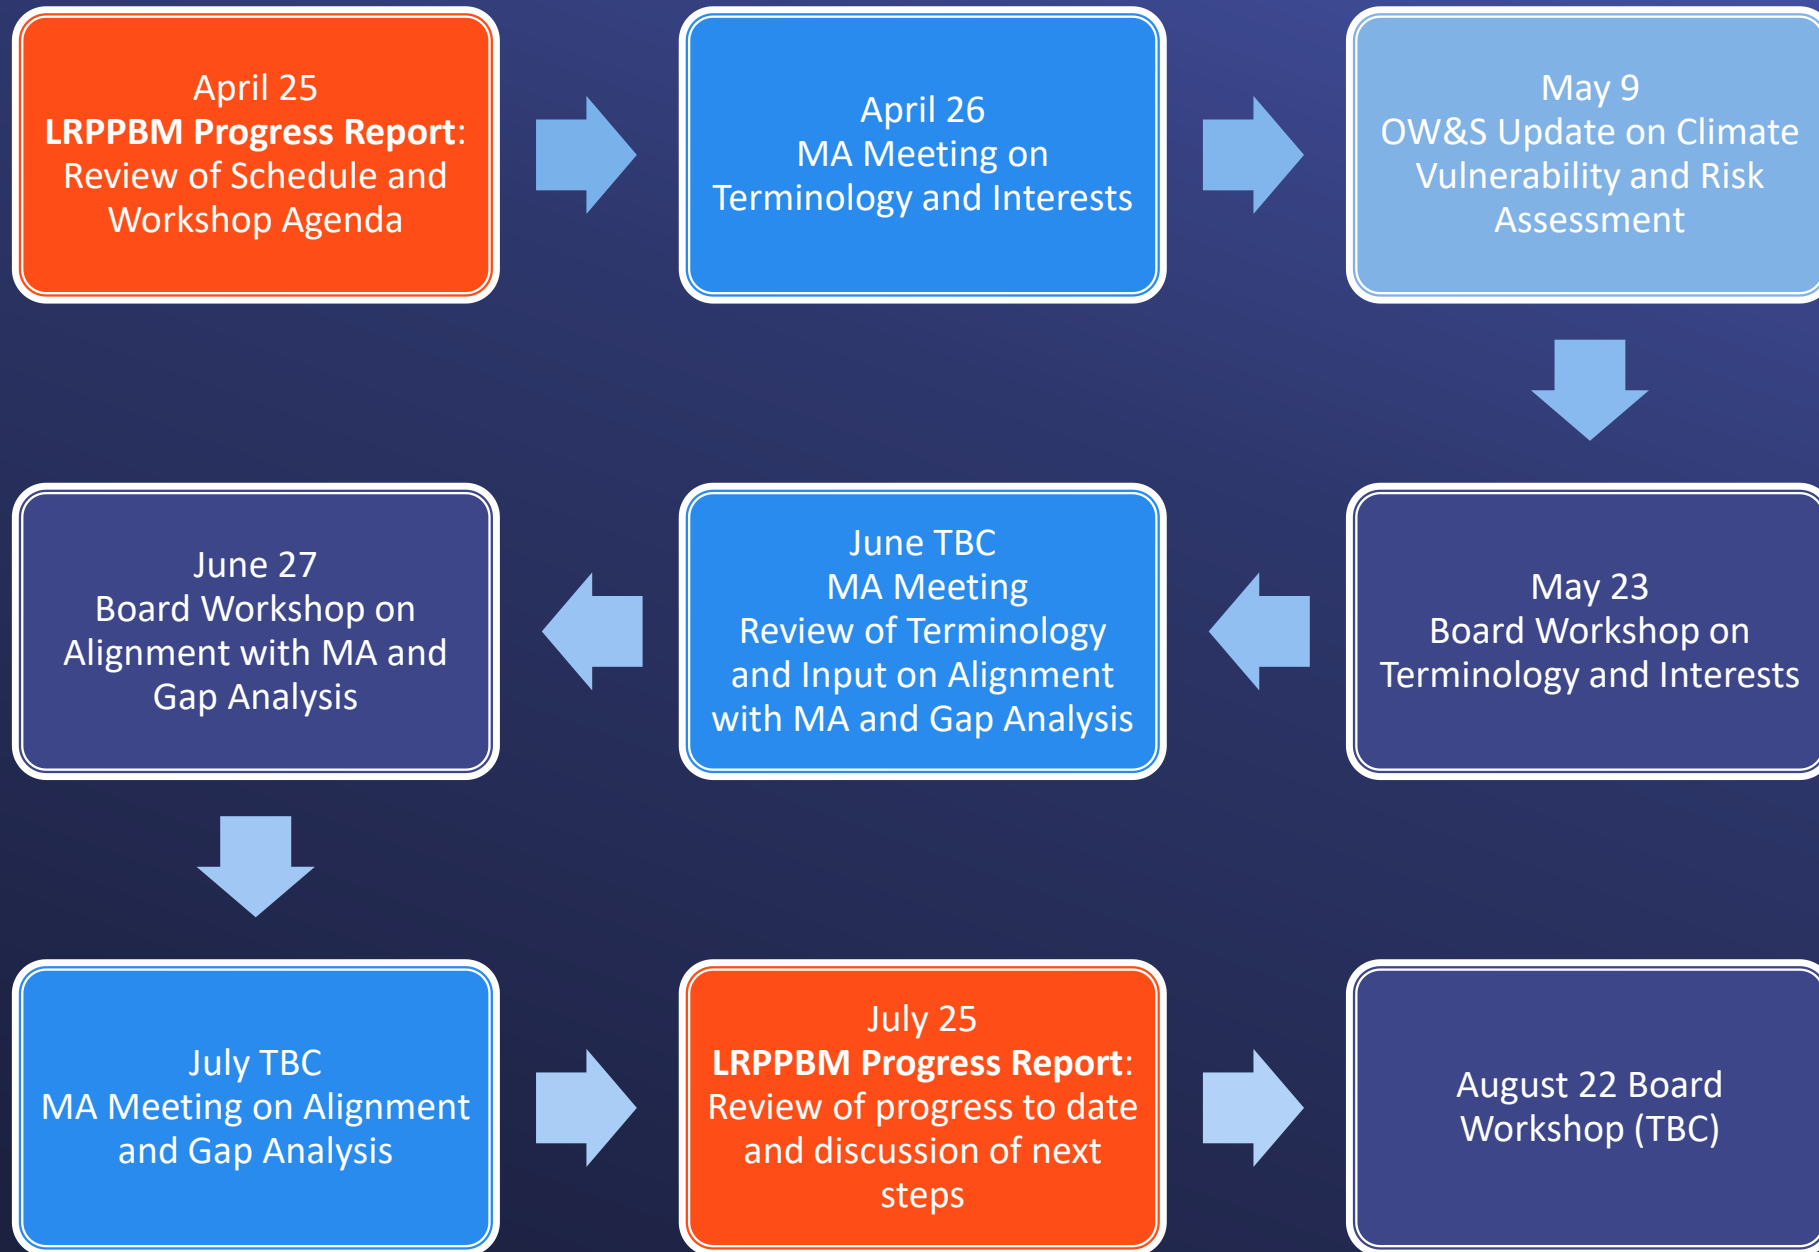 April 25
LRPPBM Progress Report:
Review of Schedule and
Workshop Agenda
April 26
MA Meeting on
Terminology and Interests
May 9
OW&S Update on Climate
Vulnerability and Risk
Assessment
May 23
Board Workshop on
Terminology and Interests
June TBC
MA Meeting
Review of Terminology
and Input on Alignment
with MA and Gap Analysis
June 27
Board Workshop on
Alignment with MA and
Gap Analysis
July TBC
MA Meeting on Alignment
and Gap Analysis
July 25
LRPPBM Progress Report:
Review of progress to date
and discussion of next
steps
August 22 Board
Workshop (TBC)